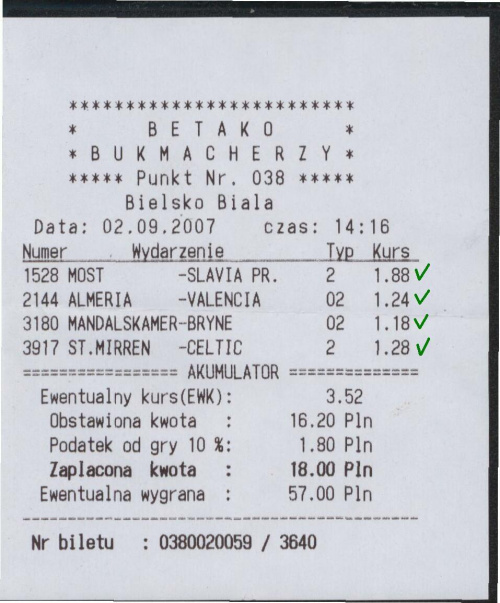 *************************
* B E T A K O *
* B U K M A C H E R Z Y *
***** Punkt Nr. 038 *****
Bielsko Biala
Data: 02.09.2007 czas: 14:16
Numer Wydarzenie Typ Kurs
1528 MOST -SLAVIA PR. 2 1.88
2144 ALMERIA -VALENCIA 02 1.24
3180 MANDALSKAMER-BRYNE 02 1.18
3917 ST.MIRREN -CELTIC 2 1.28
================= AKUMULATOR ==============
Ewentualny kurs(EWK): 3.52
Obstawiona kwota : 16.20 Pln
Podatek od gry 10 %: 1.80 Pln
Zaplacona kwota : 18.00 Pln
Ewentualna wygrana : 57.00 Pln
-------------------------------------------
Nr biletu : 0380020059 / 3640